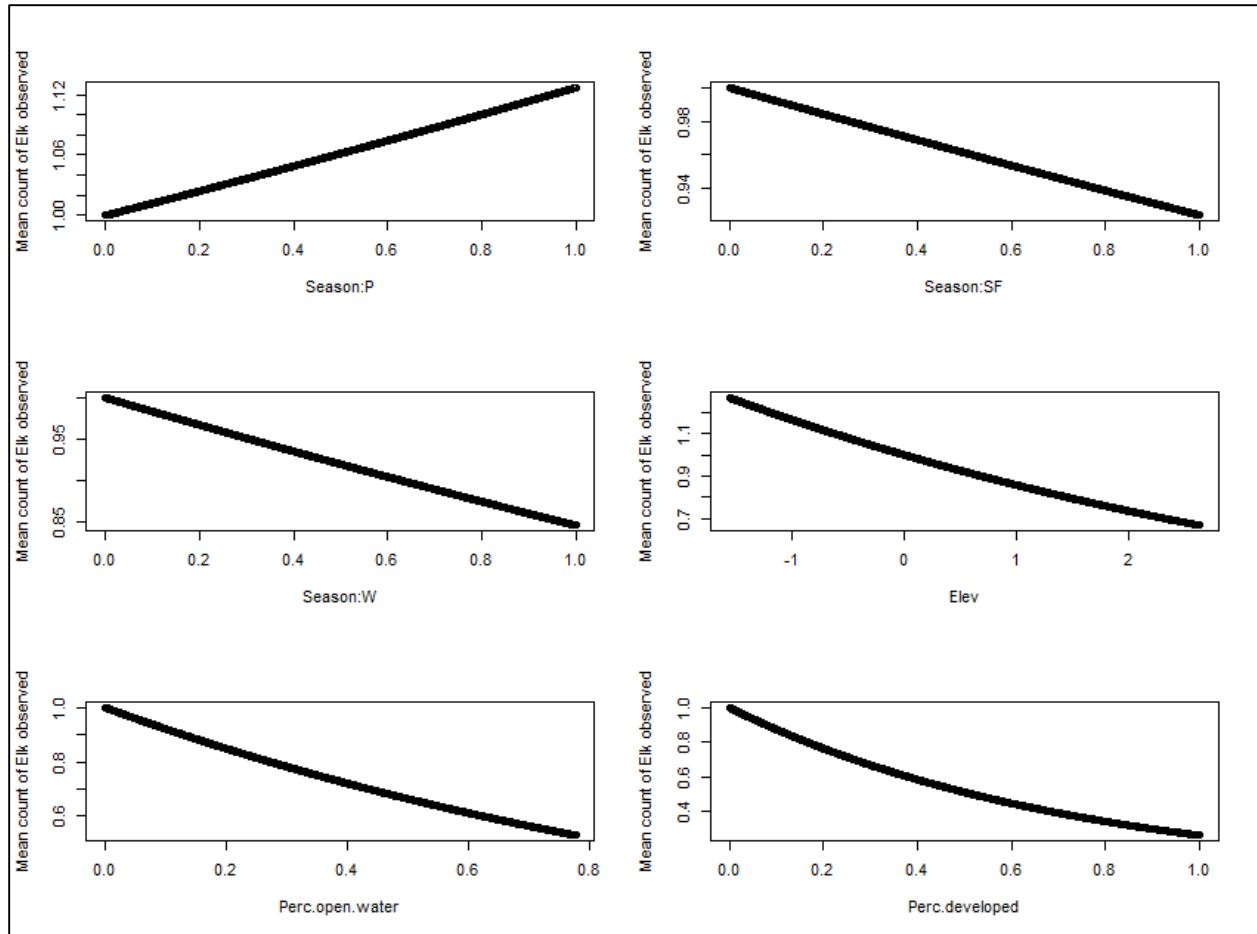 Mean count of Elk observed
1.00 1.06 1.12
0.0 0.2 0.4 0.6 0.8 1.0
Season:P
Mean count of Elk observed
0.94 0.98
0.0 0.2 0.4 0.6 0.8 1.0
Season:SF
Mean count of Elk observed
0.85 0.95
0.0 0.2 0.4 0.6 0.8 1.0
Season:W
Mean count of Elk observed
0.7 0.9 1.1
-1 0 1 2
Elev
Mean count of Elk observed
0.6 0.8 1.0
0.0 0.2 0.4 0.6 0.8
Perc.open.water
Mean count of Elk observed
0.4 0.6 0.8 1.0
0.0 0.2 0.4 0.6 0.8 1.0
Perc.developed